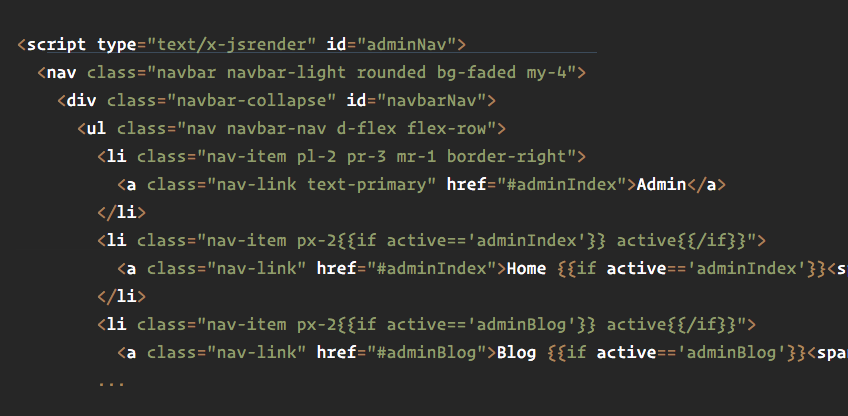 <script type="text/x-jsrender" id="adminNav">
<nav class="navbar navbar-light rounded bg-faded my-4">
<div class="navbar-collapse" id="navbarNav">
<ul class="nav navbar-nav d-flex flex-row">
<li class="nav-item pl-2 pr-3 mr-1 border-right">
<a class="nav-link text-primary" href="#adminIndex">Admin</a>
</li>
<li class="nav-item px-2{{if active=='adminIndex'}} active{{/if}}">
<a class="nav-link" href="#adminIndex">Home {{if active=='adminIndex'}}<s
</li>
<li class="nav-item px-2{{if active=='adminBlog'}} active{{/if}}">
<a class="nav-link" href="#adminBlog">Blog {{if active=='adminBlog'}}<spa
...